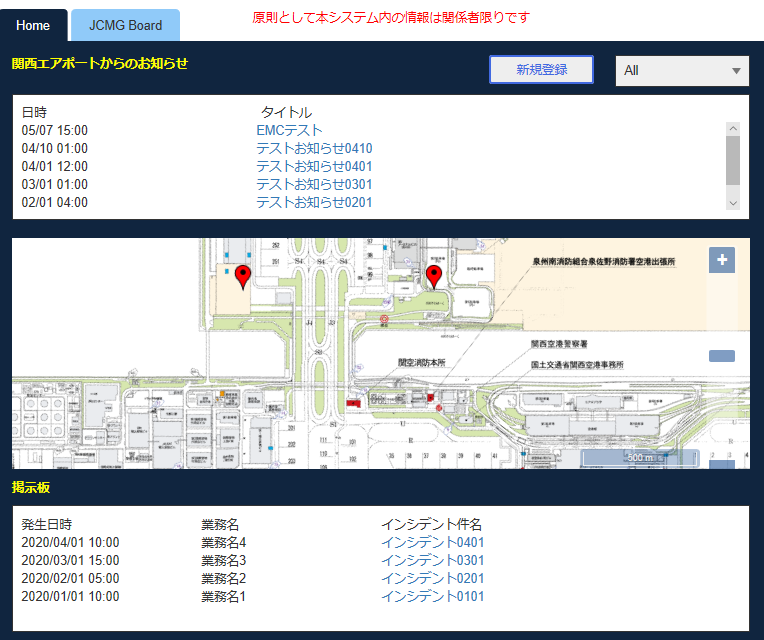 Home
JCMG Board
原則として本システム内の情報は関係者限りです
関西エアポートからのお知らせ
新規登録
All
日時 タイトル
05/07 15:00 EMCテスト
04/10 01:00 テストお知らせ0410
04/01 12:00 テストお知らせ0401
03/01 01:00 テストお知らせ0301
02/01 04:00 テストお知らせ0201
+
泉州南消防組合泉佐野消防署空港出張所
関西空港警察署
関空消防本所
国土交通省関西空港事務所
500 m
掲示板
発生日時 業務名 インシデント件名
2020/04/01 10:00 業務名4 インシデント0401
2020/03/01 15:00 業務名3 インシデント0301
2020/02/01 05:00 業務名2 インシデント0201
2020/01/01 10:00 業務名1 インシデント0101